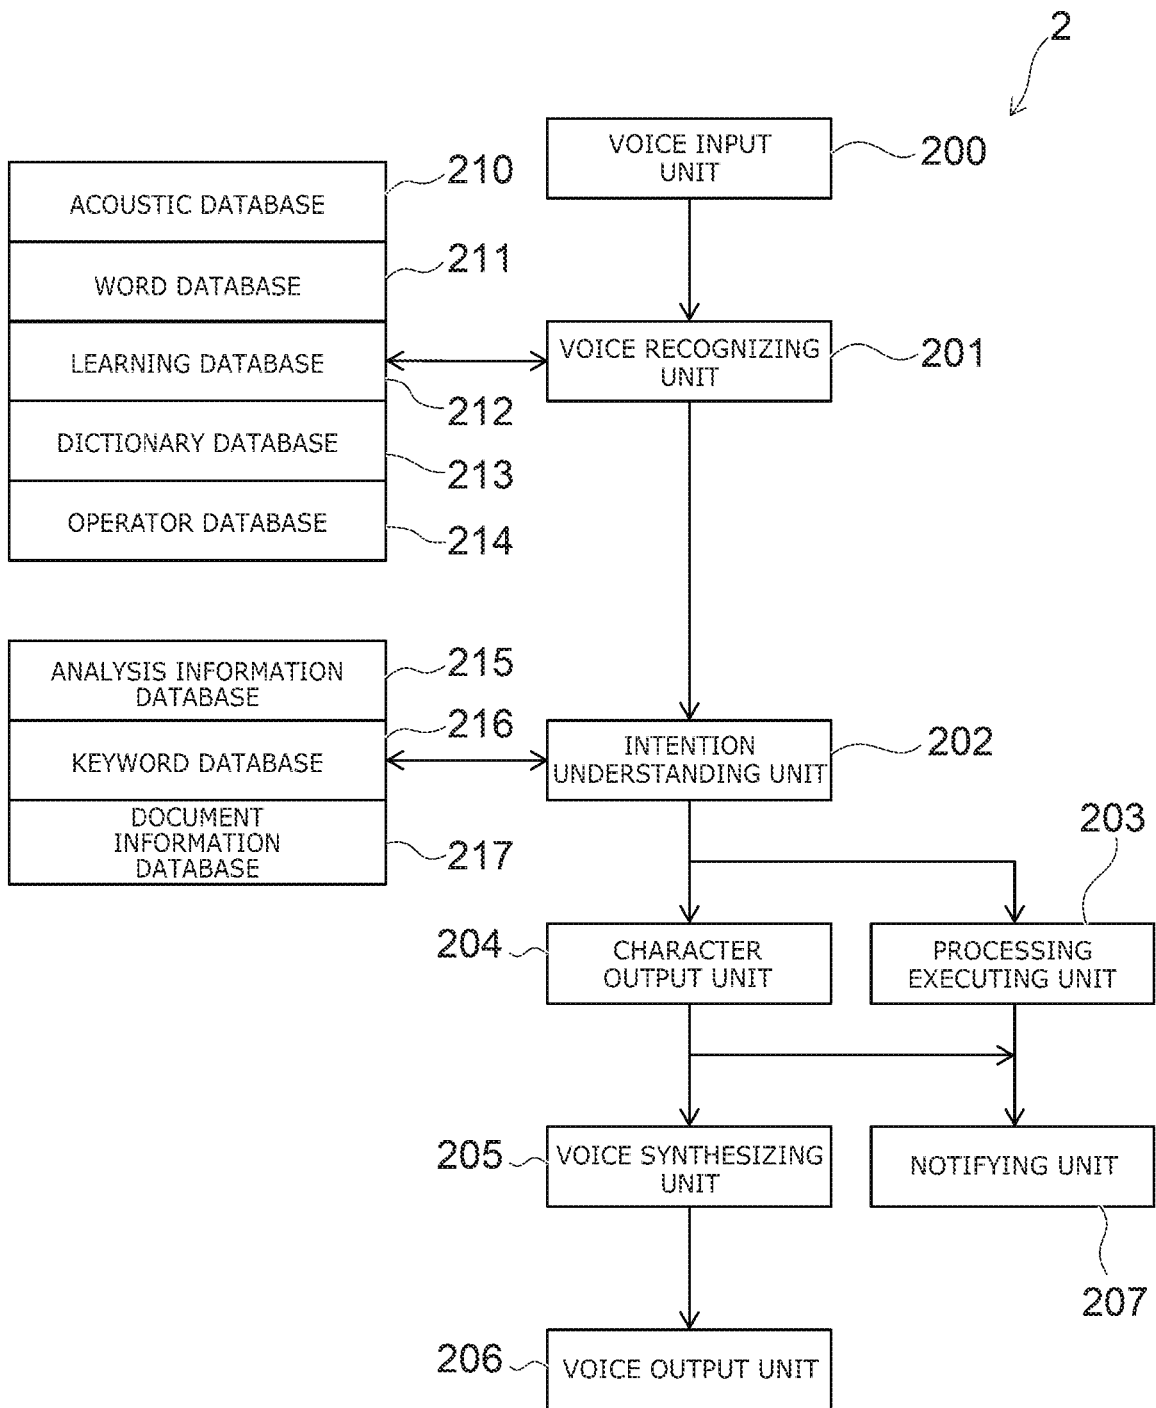 2
VOICE INPUT
UNIT
200
210
ACOUSTIC DATABASE
211
WORD DATABASE
LEARNING DATABASE
212
VOICE RECOGNIZING
UNIT
201
DICTIONARY DATABASE
213
OPERATOR DATABASE
214
ANALYSIS INFORMATION
DATABASE
215
216
KEYWORD DATABASE
INTENTION
UNDERSTANDING UNIT
202
DOCUMENT
INFORMATION
DATABASE
217
203
204
CHARACTER
OUTPUT UNIT
PROCESSING
EXECUTING UNIT
205
VOICE SYNTHESIZING
UNIT
NOTIFYING UNIT
207
206
VOICE OUTPUT UNIT